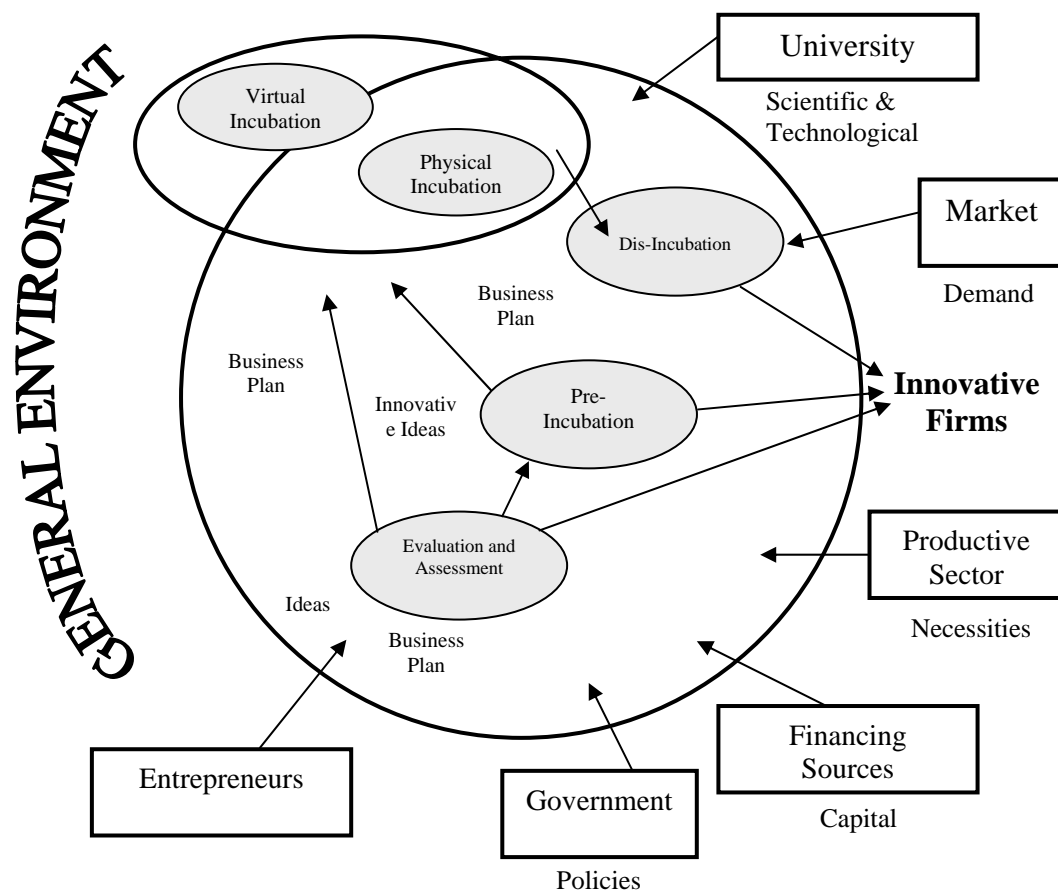 GENERAL ENVIRONMENT
University
Scientific &
Technological
Virtual
Incubation
Physical
Incubation
Market
Dis-Incubation
Demand
Business
Plan
Business
Plan
Innovativ
e Ideas
Pre-
Incubation
Innovative
Firms
Evaluation and
Assessment
Productive
Sector
Necessities
Ideas
Business
Plan
Entrepreneurs
Government
Policies
Financing
Sources
Capital